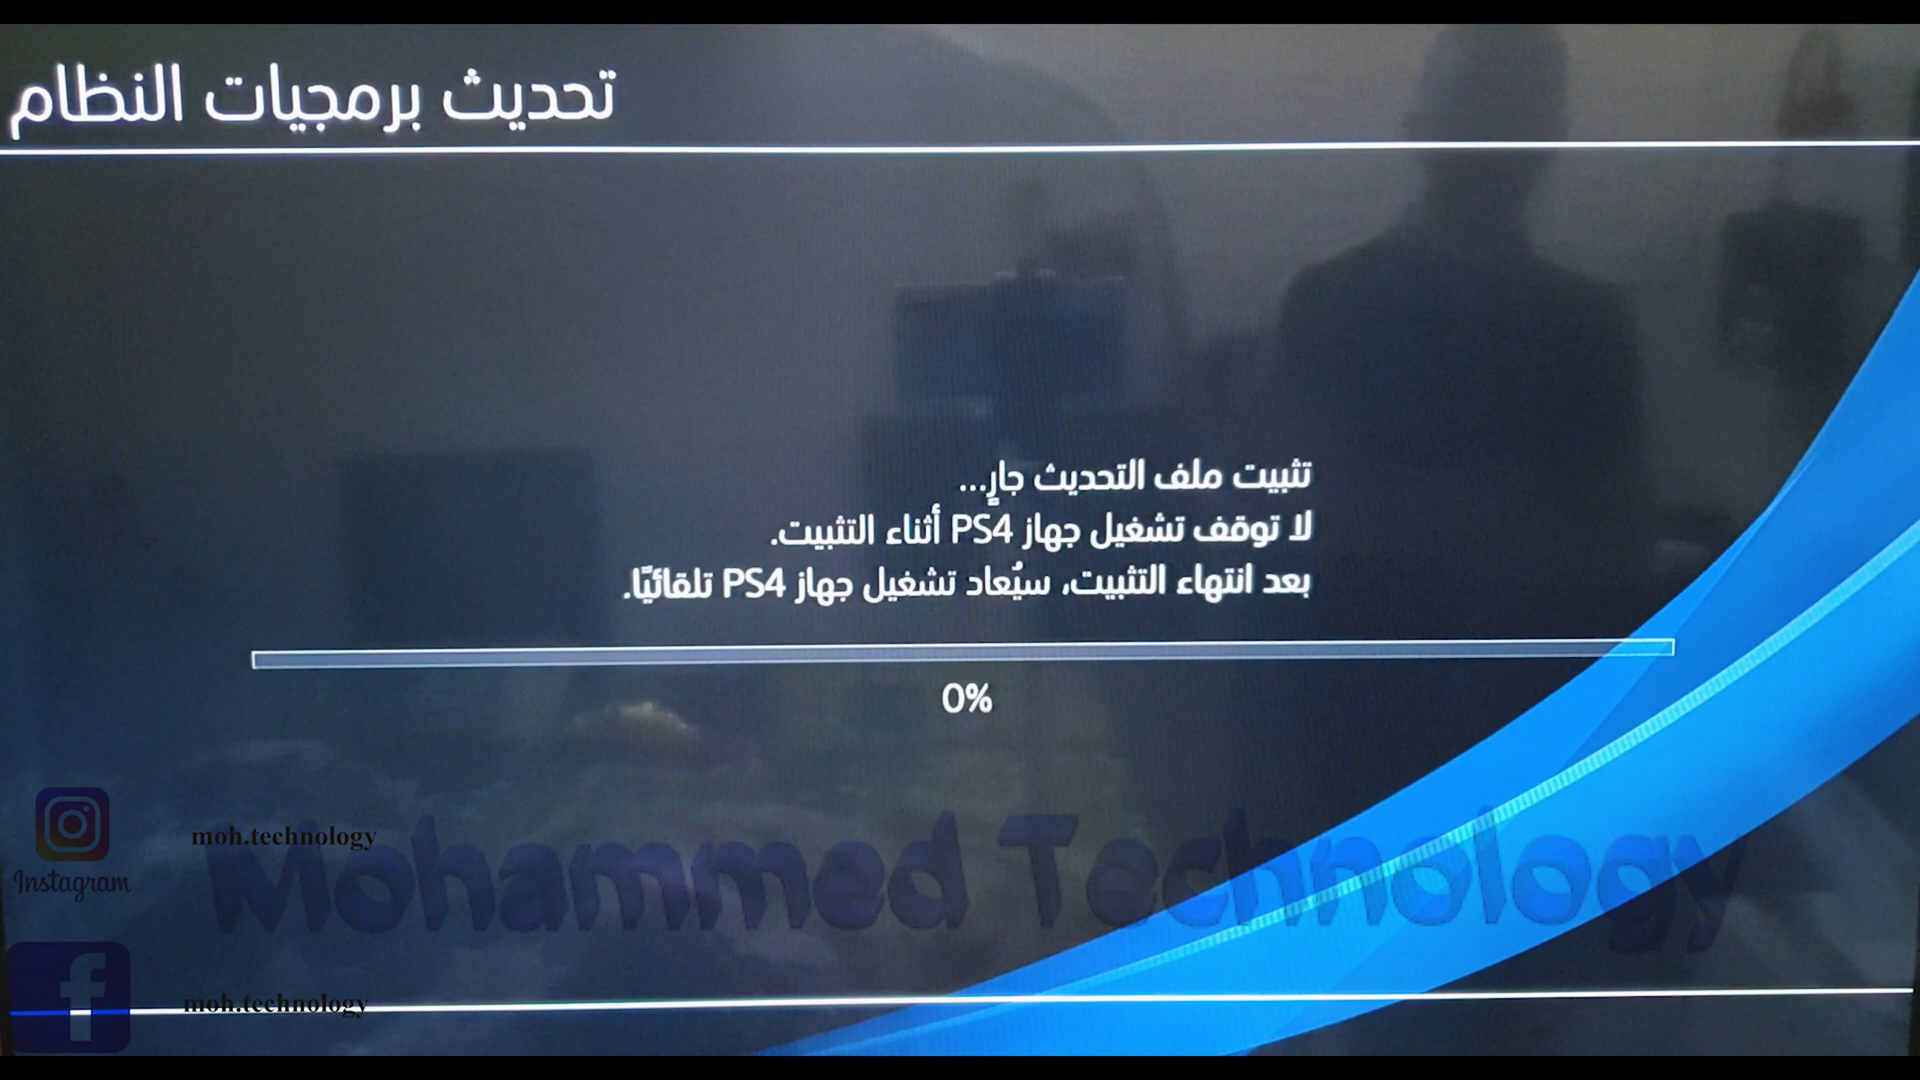 تحديث برمجيات النظام
تثبيت ملف التحديث جارٍ...
لا توقف تشغيل جهاز PS4 أثناء التثبيت.
بعد انتهاء التثبيت، سيُعاد تشغيل جهاز PS4 تلقائيًا.
0%
moh.technology
Instagram
Mohammed Technology
moh.technology